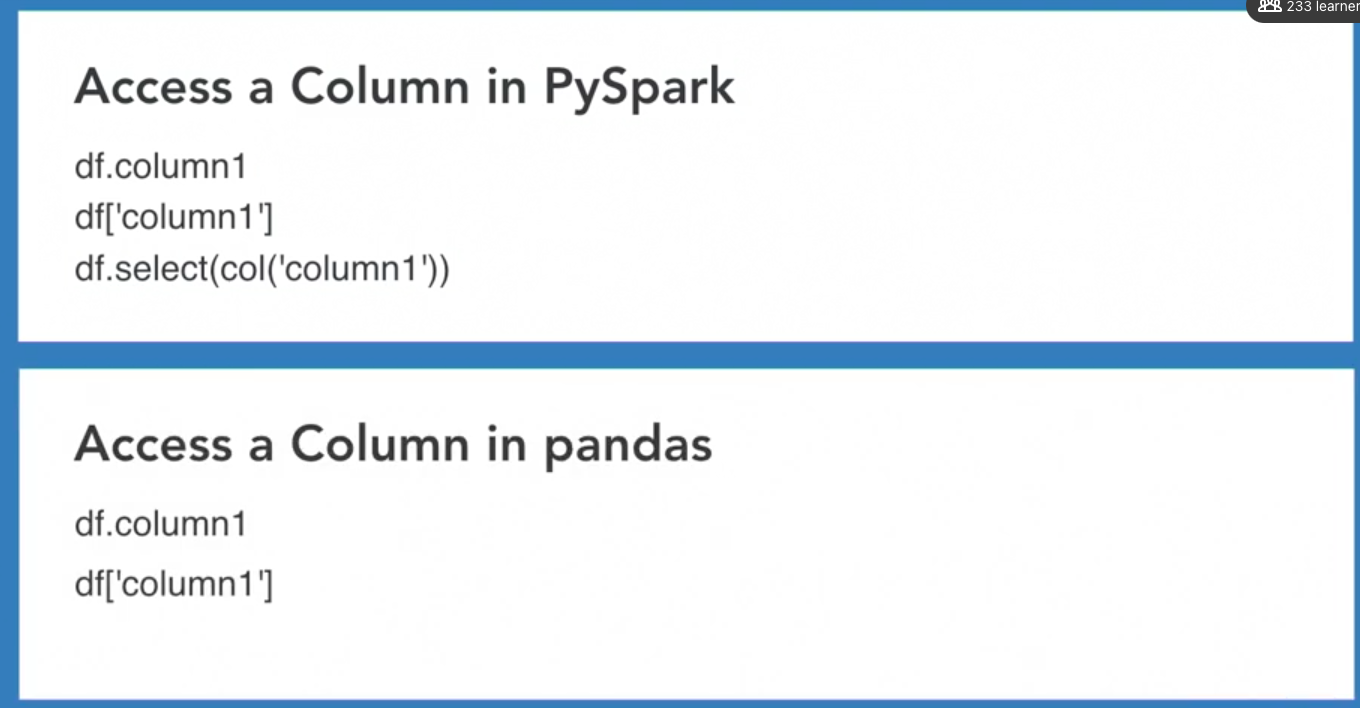 233 learner
Access a Column in PySpark
df.column1
df['column1']
df.select(col('column1'))
Access a Column in pandas
df.column1
df['column1']